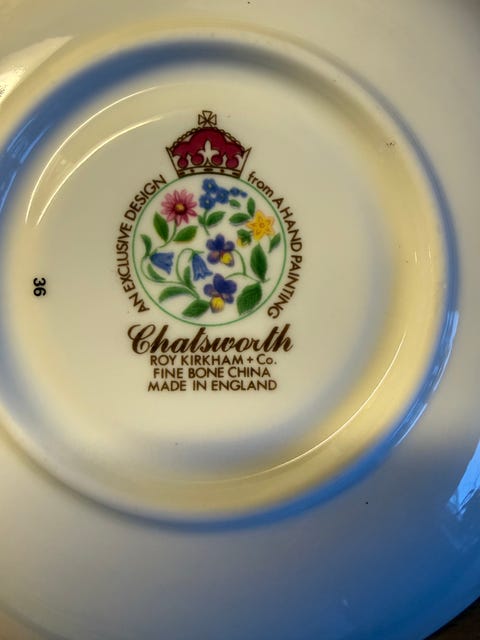 AN EXCLUSIVE DESIGN
from A HAND PAINTING
36
Chatsworth
ROY KIRKHAM + Co.
FINE BONE CHINA
MADE IN ENGLAND